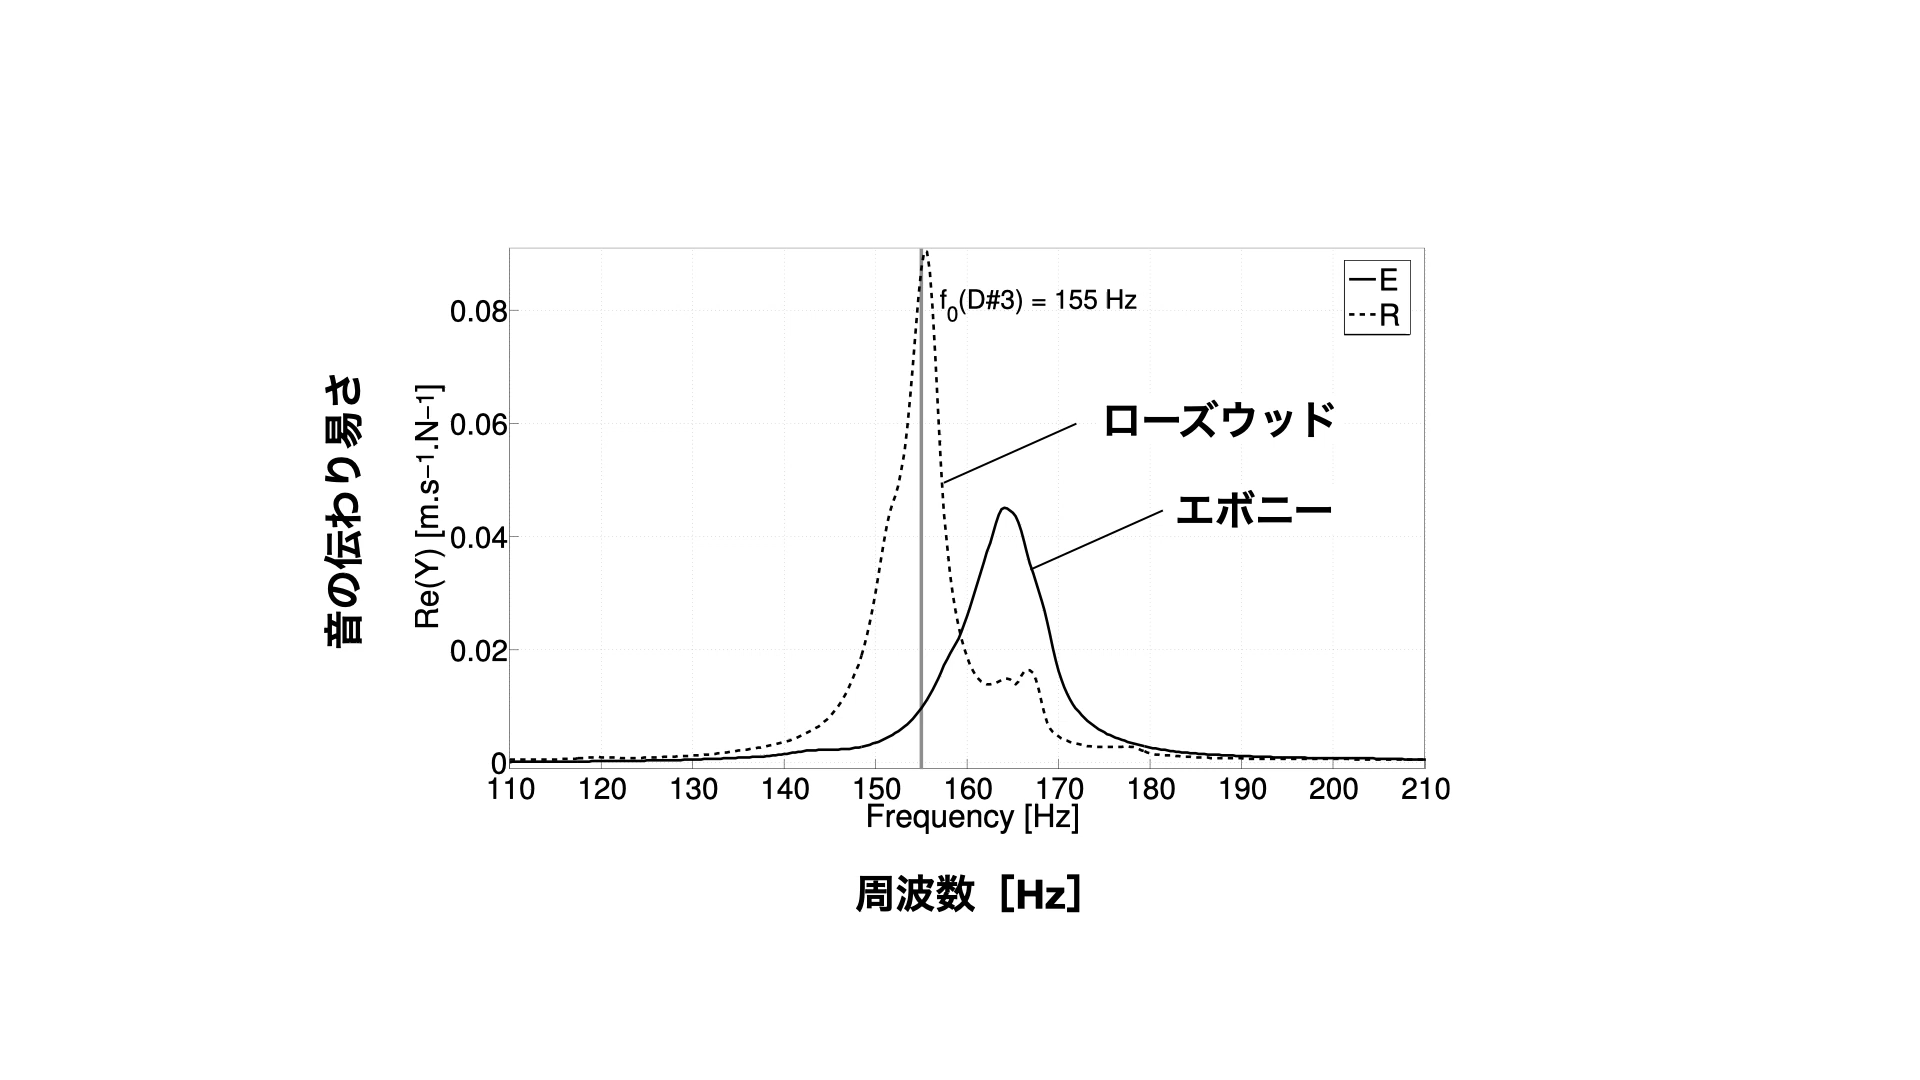 f0(D#3) = 155 Hz
E
R
ローズウッド
エボニー
音の伝わり易さ
Re(Y) [m.s−1.N−1]
0.08
0.06
0.04
0.02
0
110 120 130 140 150 160 170 180 190 200 210
Frequency [Hz]
周波数［Hz］